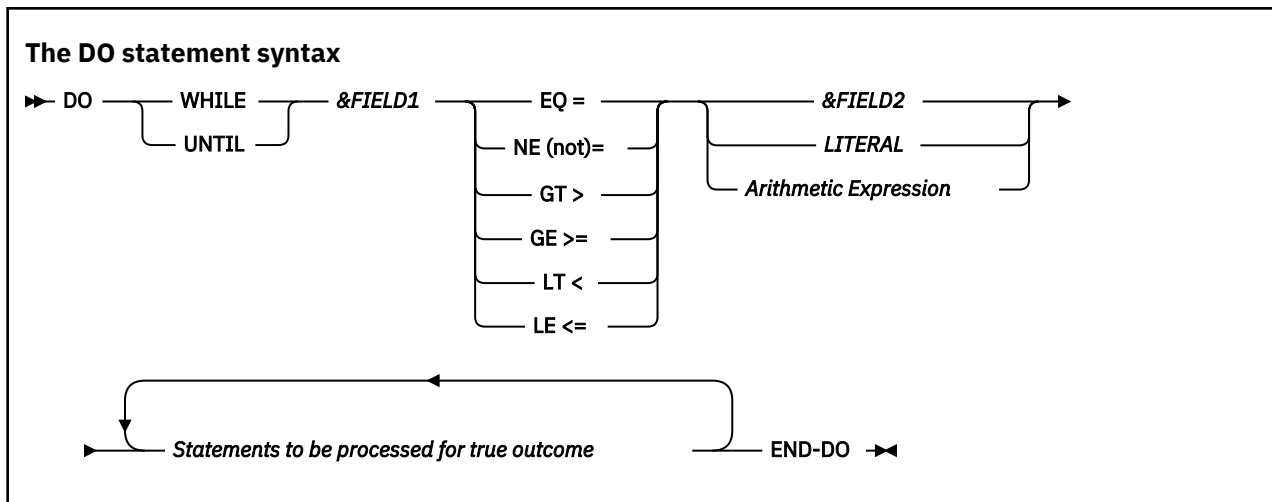 The DO statement syntax
DO WHILE &FIELD1 EQ = &FIELD2
UNTIL NE (not)= LITERAL
GT > Arithmetic Expression
GE >=
LT <
LE <=
Statements to be processed for true outcome END-DO